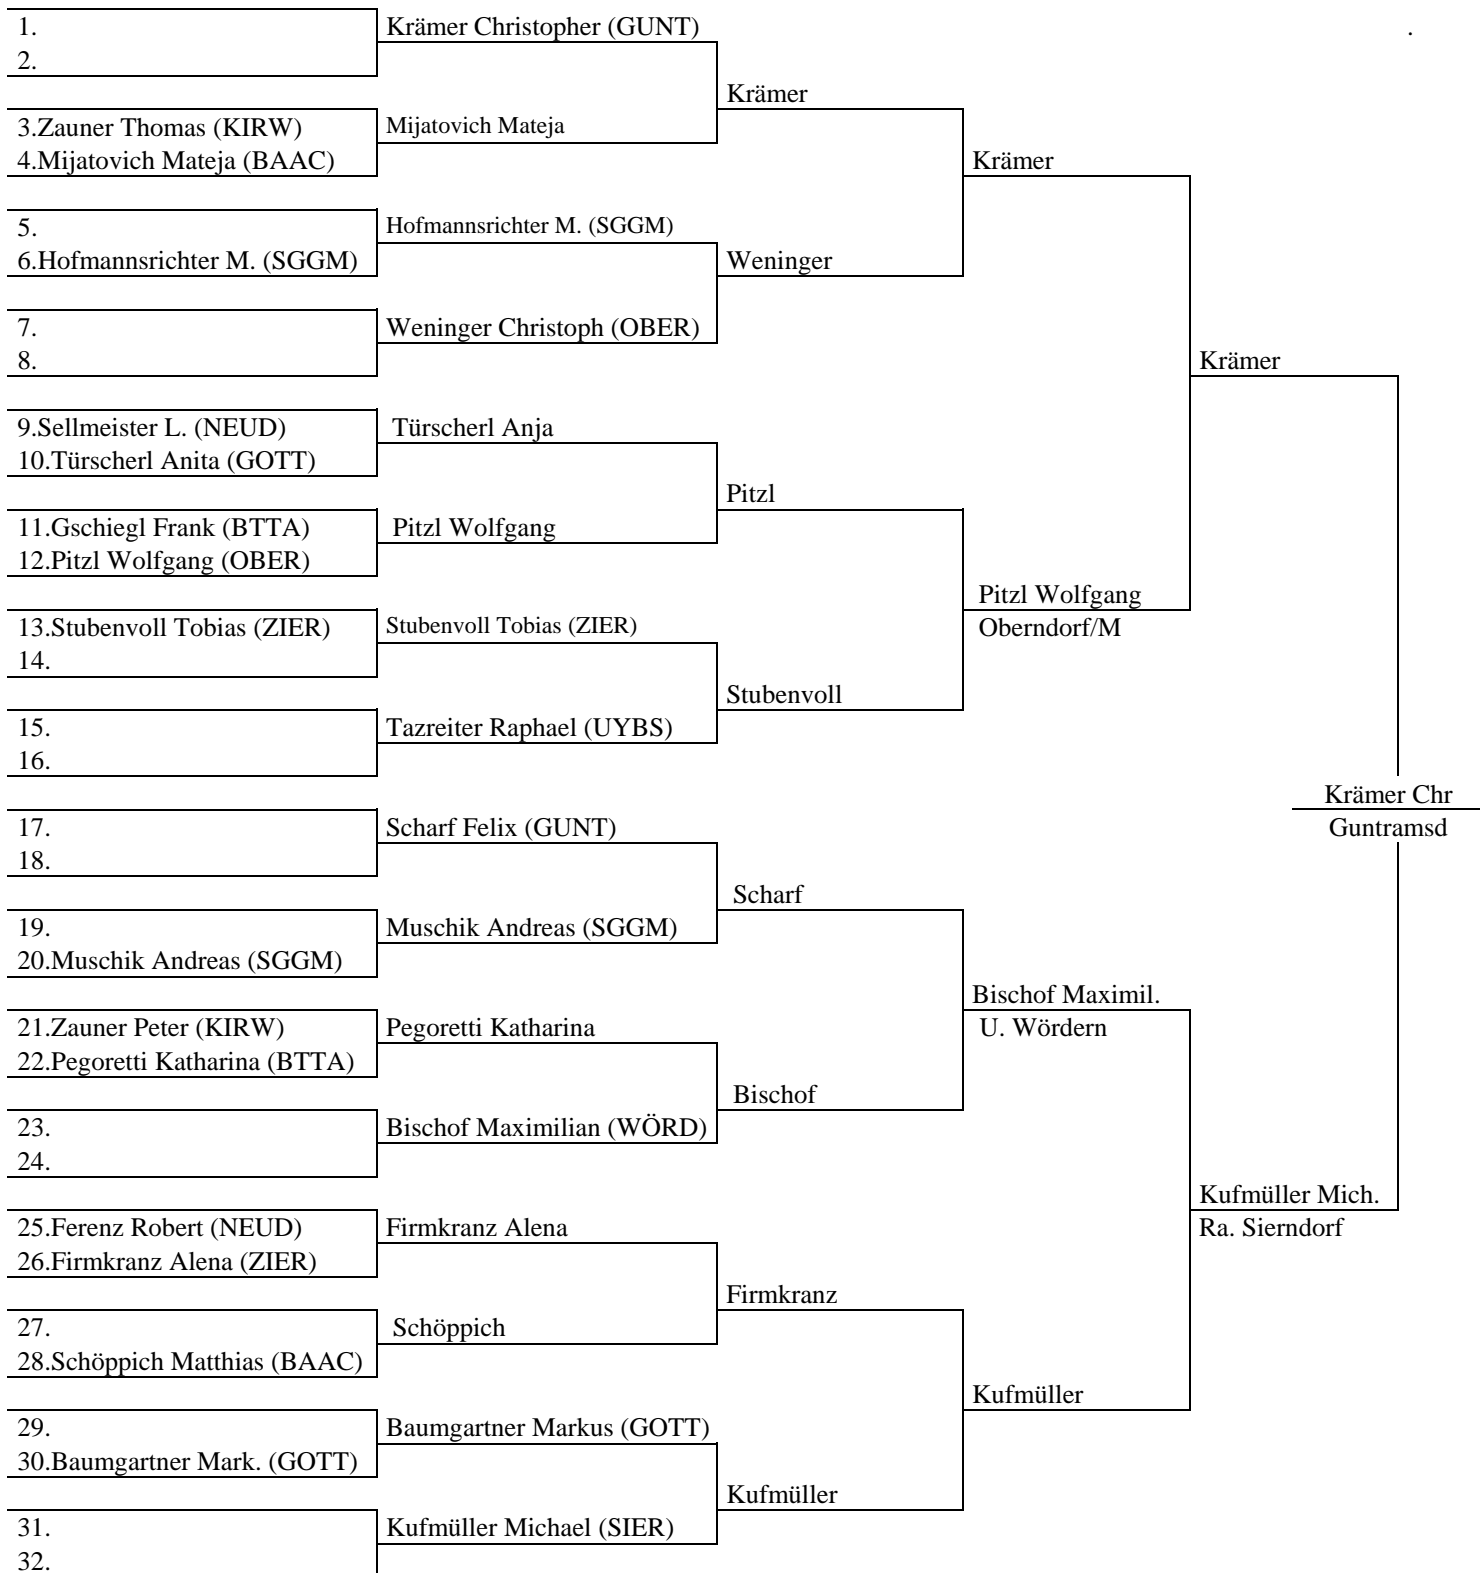 1.
Krämer Christopher (GUNT)
.
2.
Krämer
3.Zauner Thomas (KIRW)
Mijatovich Mateja
4.Mijatovich Mateja (BAAC)
Krämer
5.
Hofmannsrichter M. (SGGM)
6.Hofmannsrichter M. (SGGM)
Weninger
7.
Weninger Christoph (OBER)
8.
Krämer
9.Sellmeister L. (NEUD)
Türscherl Anja
10.Türscherl Anita (GOTT)
Pitzl
11.Gschiegl Frank (BTTA)
Pitzl Wolfgang
12.Pitzl Wolfgang (OBER)
Pitzl Wolfgang
13.Stubenvoll Tobias (ZIER)
Stubenvoll Tobias (ZIER)
Oberndorf/M
14.
Stubenvoll
15.
Tazreiter Raphael (UYBS)
16.
Krämer Chr
17.
Scharf Felix (GUNT)
Guntramsd
18.
Scharf
19.
Muschik Andreas (SGGM)
20.Muschik Andreas (SGGM)
Bischof Maximil.
21.Zauner Peter (KIRW)
Pegoretti Katharina
U. Wördern
22.Pegoretti Katharina (BTTA)
Bischof
23.
Bischof Maximilian (WÖRD)
24.
Kufmüller Mich.
25.Ferenz Robert (NEUD)
Firmkranz Alena
Ra. Sierndorf
26.Firmkranz Alena (ZIER)
Firmkranz
27.
Schöppich
28.Schöppich Matthias (BAAC)
Kufmüller
29.
Baumgartner Markus (GOTT)
30.Baumgartner Mark. (GOTT)
Kufmüller
31.
Kufmüller Michael (SIER)
32.